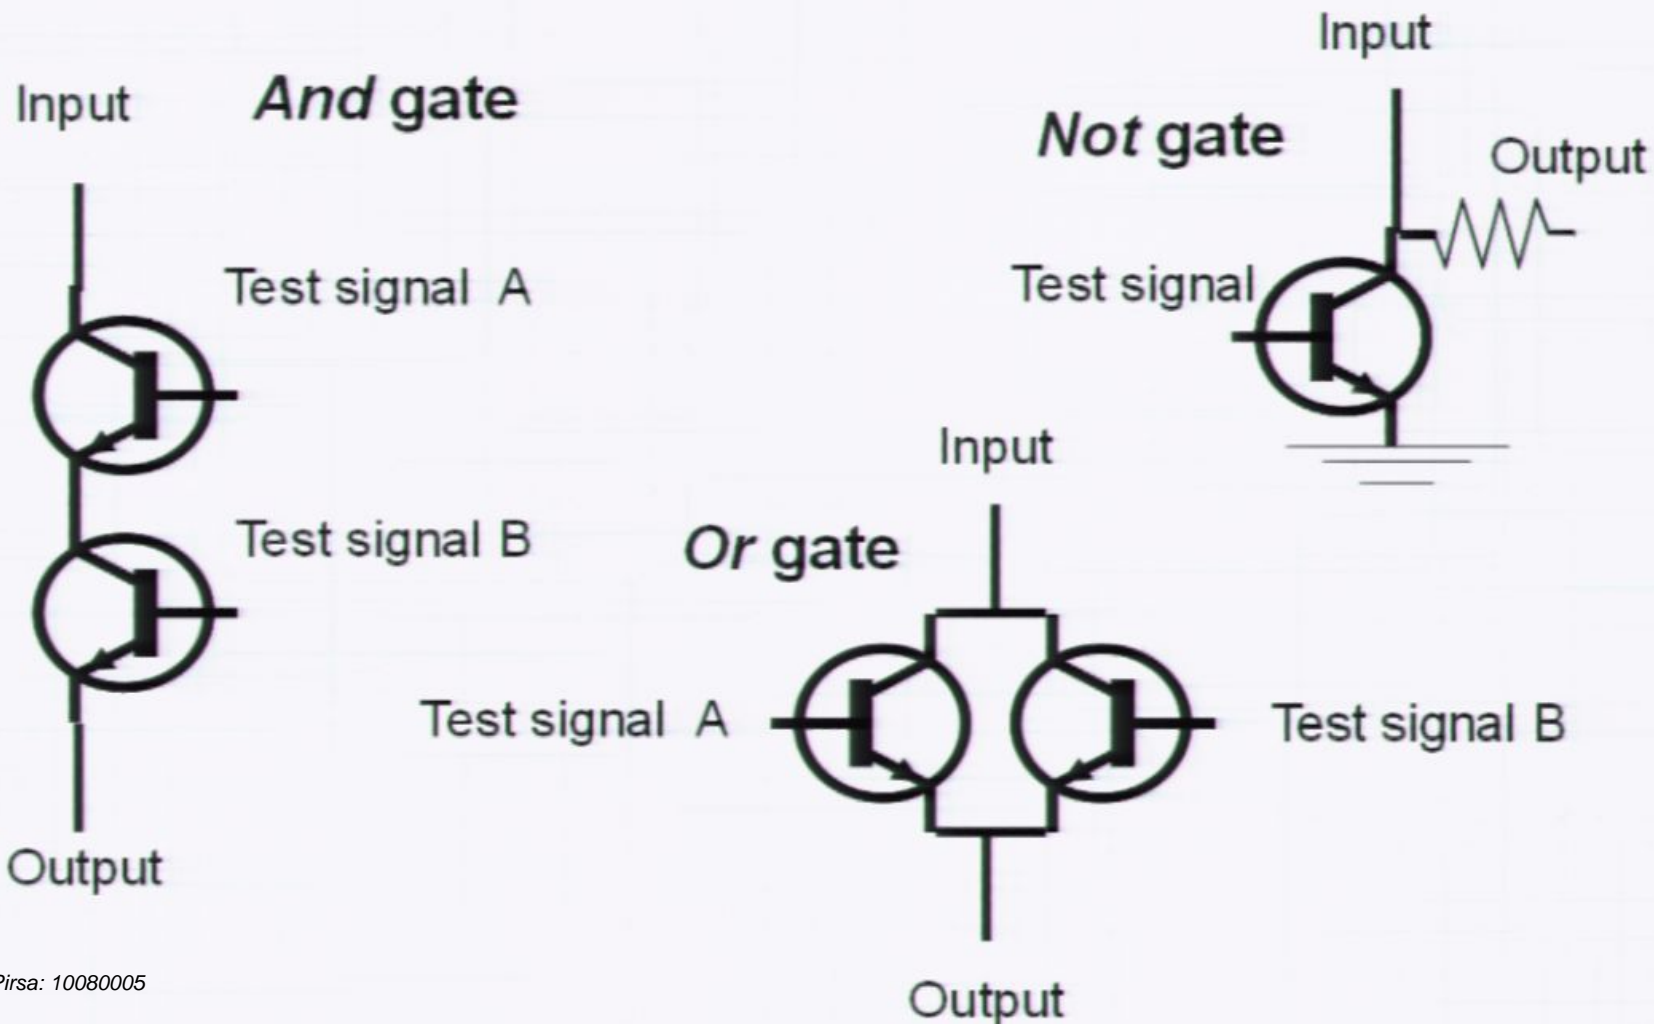 Input
And gate
Test signal A
Test signal B
Output
Input
Not gate
Output
Test signal
Input
Or gate
Test signal A
Test signal B
Output
Pirsa: 10080005